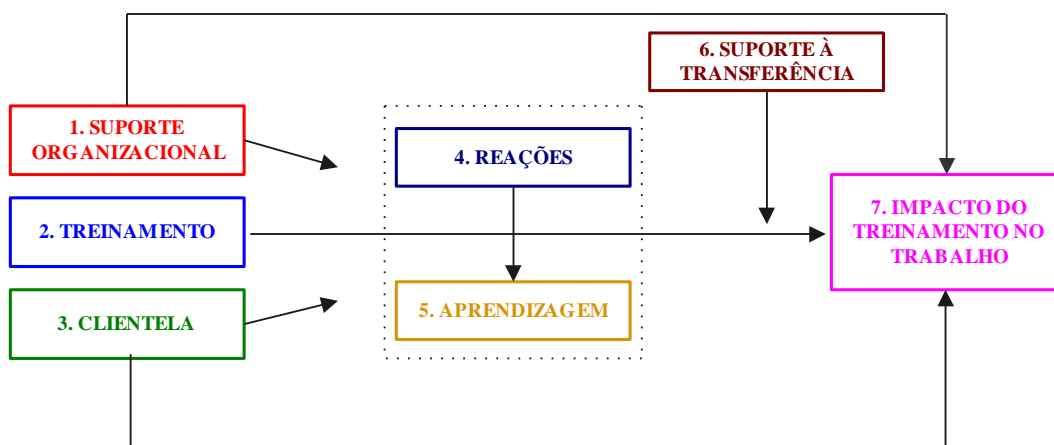 6. SUPORTE À
TRANSFERÊNCIA
1. SUPORTE
ORGANIZACIONAL
4. REAÇÕES
2. TREINAMENTO
7. IMPACTO DO
TREINAMENTO NO
TRABALHO
5. APRENDIZAGEM
3. CLIENTELA